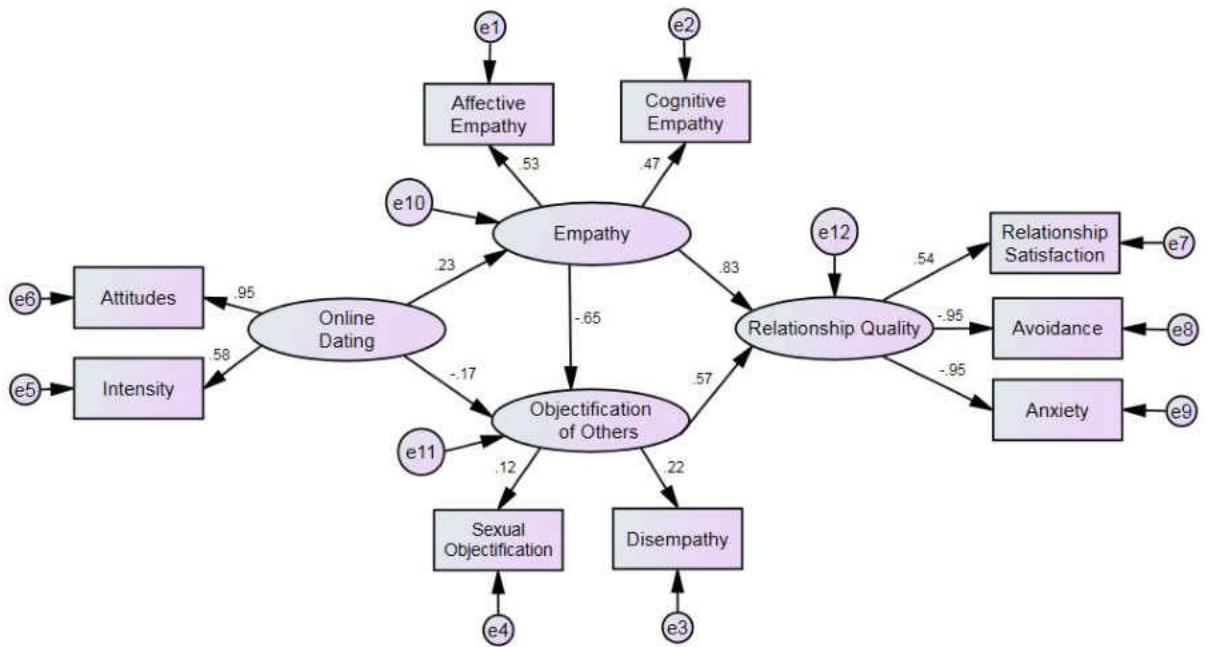 e1
e2
Affective
Empathy
Cognitive
Empathy
.53
.47
e10
Empathy
e12
Relationship
Satisfaction
e7
.54
.23
.83
e6
Attitudes
.95
Online
Dating
-.65
Relationship Quality
-.95
Avoidance
e8
.58
e5
Intensity
-.17
.57
-.95
Objectification
of Others
Anxiety
e9
e11
.12
.22
Sexual
Objectification
Disempathy
e4
e3